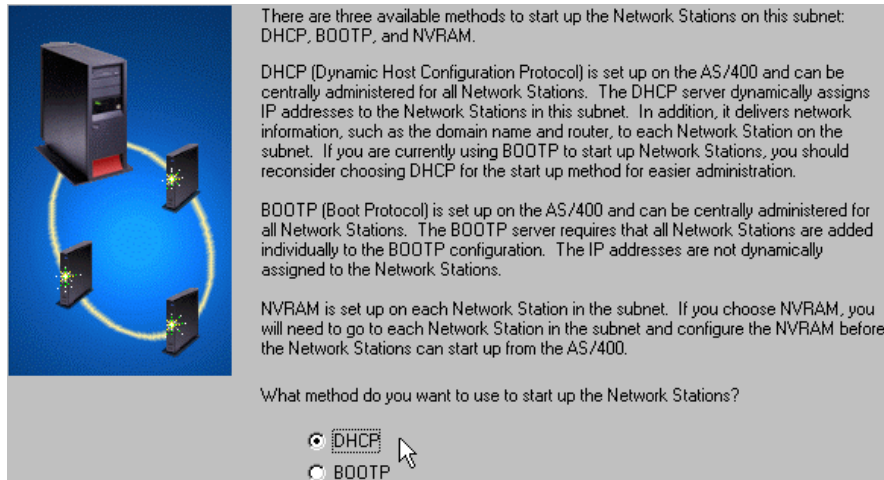 There are three available methods to start up the Network Stations on this subnet:
DHCP, BOOTP, and NVRAM.
DHCP (Dynamic Host Configuration Protocol) is set up on the AS/400 and can be
centrally administered for all Network Stations. The DHCP server dynamically assigns
IP addresses to the Network Stations in this subnet. In addition, it delivers network
information, such as the domain name and router, to each Network Station on the
subnet. If you are currently using BOOTP to start up Network Stations, you should
reconsider choosing DHCP for the start up method for easier administration.
BOOTP (Boot Protocol) is set up on the AS/400 and can be centrally administered for
all Network Stations. The BOOTP server requires that all Network Stations are added
individually to the BOOTP configuration. The IP addresses are not dynamically
assigned to the Network Stations.
NVRAM is set up on each Network Station in the subnet. If you choose NVRAM, you
will need to go to each Network Station in the subnet and configure the NVRAM before
the Network Stations can start up from the AS/400.
What method do you want to use to start up the Network Stations?
DHCP
BOOTP